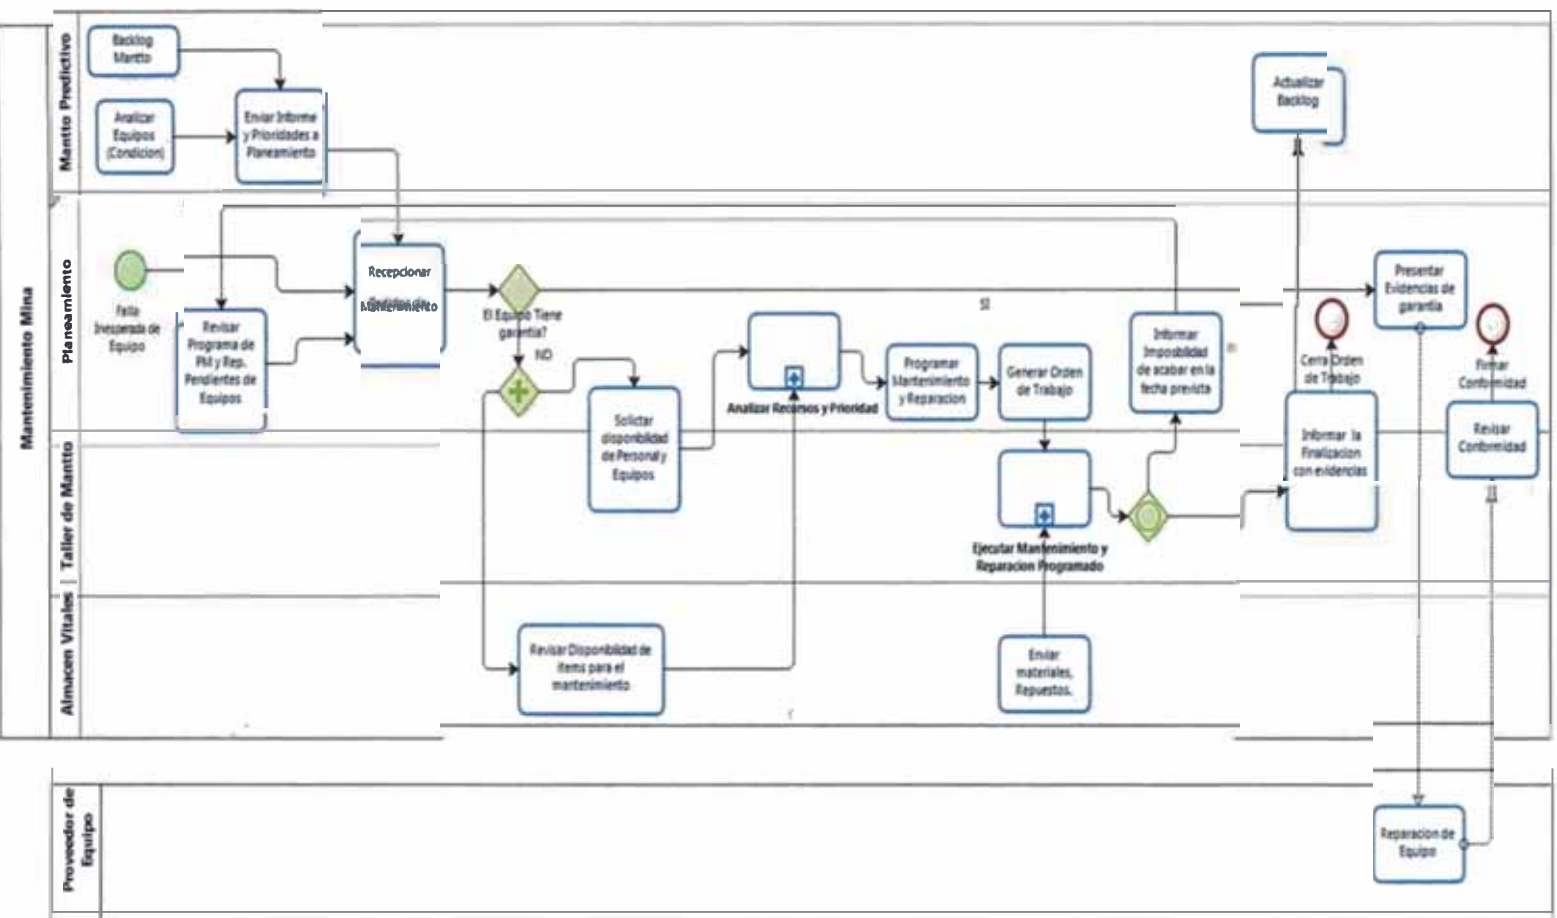 Mantenimiento Mina
Mantto Predictivo
Backlog
Mantto
Analizar
Equipos
(Condicion)
Enviar Informe
y Prioridades a
Planeamiento
Actualizar
Backlog
Planeamiento
Falla
Inesperada de
Equipo
Revisar
Programa de
PM y Rep.
Pendientes de
Equipos
Recepcionar
Mantenimiento
El Equipo Tiene
garantia?
SI
NO
Solicitar
disponibilidad
de Personal y
Equipos
Analizar Recursos y Prioridad
Programar
Mantenimiento
y Reparacion
Generar Orden
de Trabajo
Informar
Imposibilidad
de acabar en la
fecha prevista
Presentar
Evidencias de
garantia
Cerra Orden
de Trabajo
Firmar
Conformidad
Informar la
Finalizacion
con evidencias
Revisar
Conformidad
Taller de Mantto
Ejecutar Mantenimiento y
Reparacion Programado
Almacen Vitales
Revisar Disponibilidad de
items para el
mantenimiento
Enviar
materiales,
Repuestos.
Proveedor de
Equipo
Reparacion de
Equipo